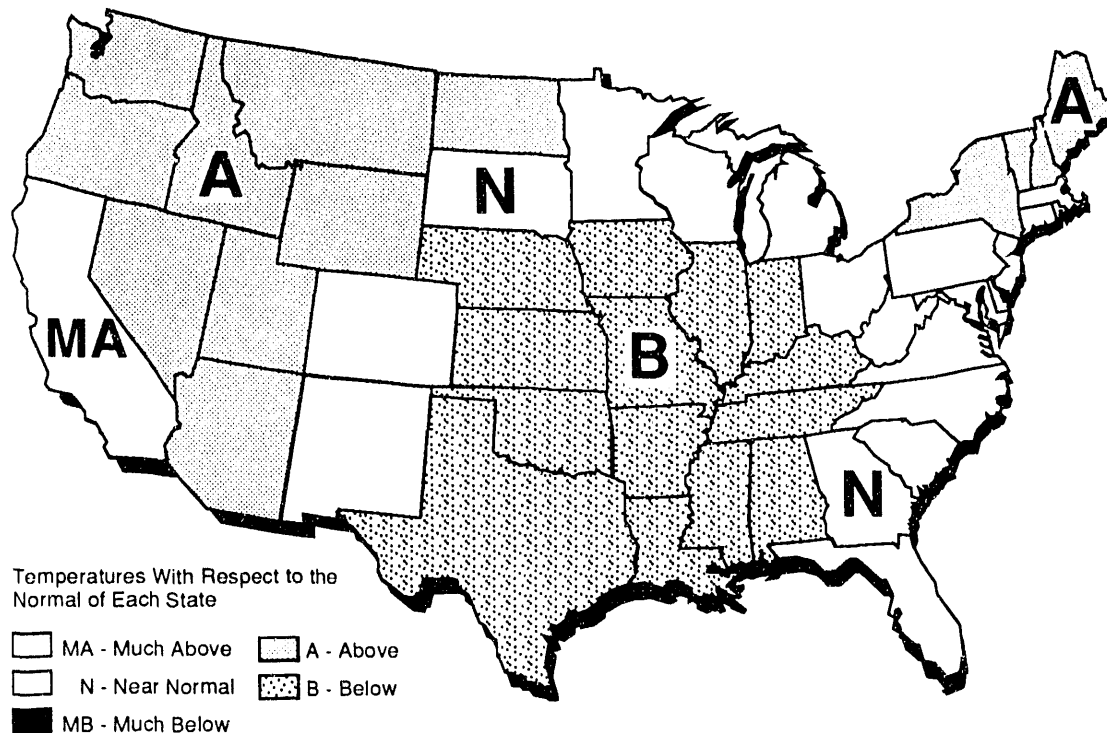 A
A
N
MA
B
N
Temperatures With Respect to the
Normal of Each State
MA - Much Above
A - Above
N - Near Normal
B - Below
MB - Much Below